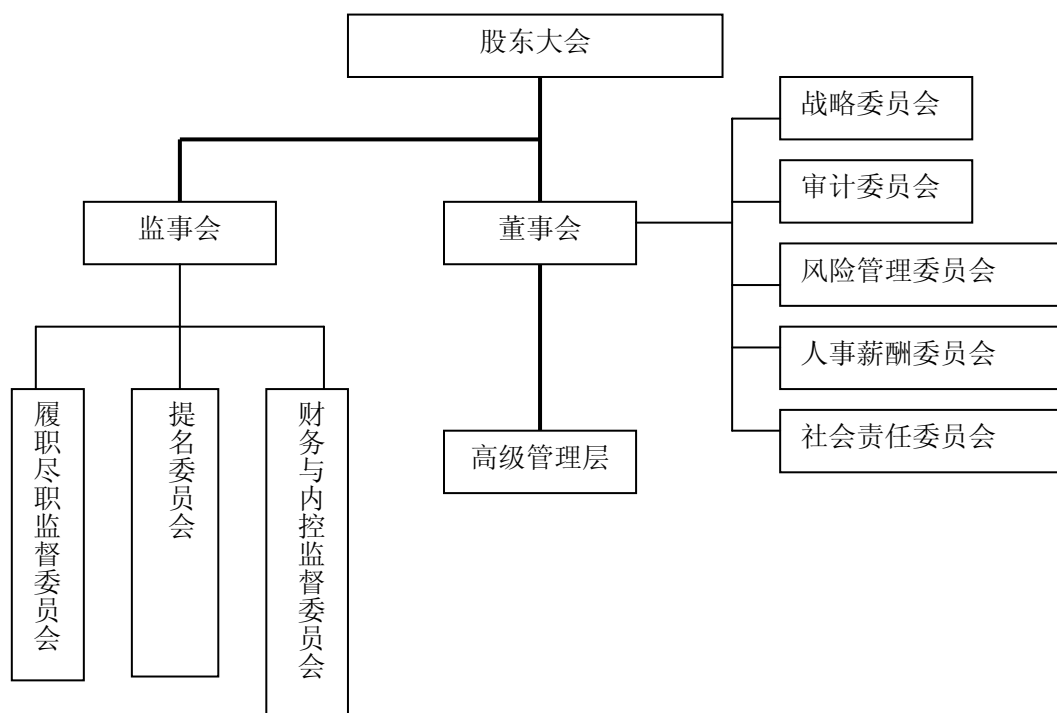 股东大会
战略委员会
审计委员会
监事会
董事会
风险管理委员会
人事薪酬委员会
社会责任委员会
高级管理层
履职尽职监督委员会
提名委员会
财务与内控监督委员会